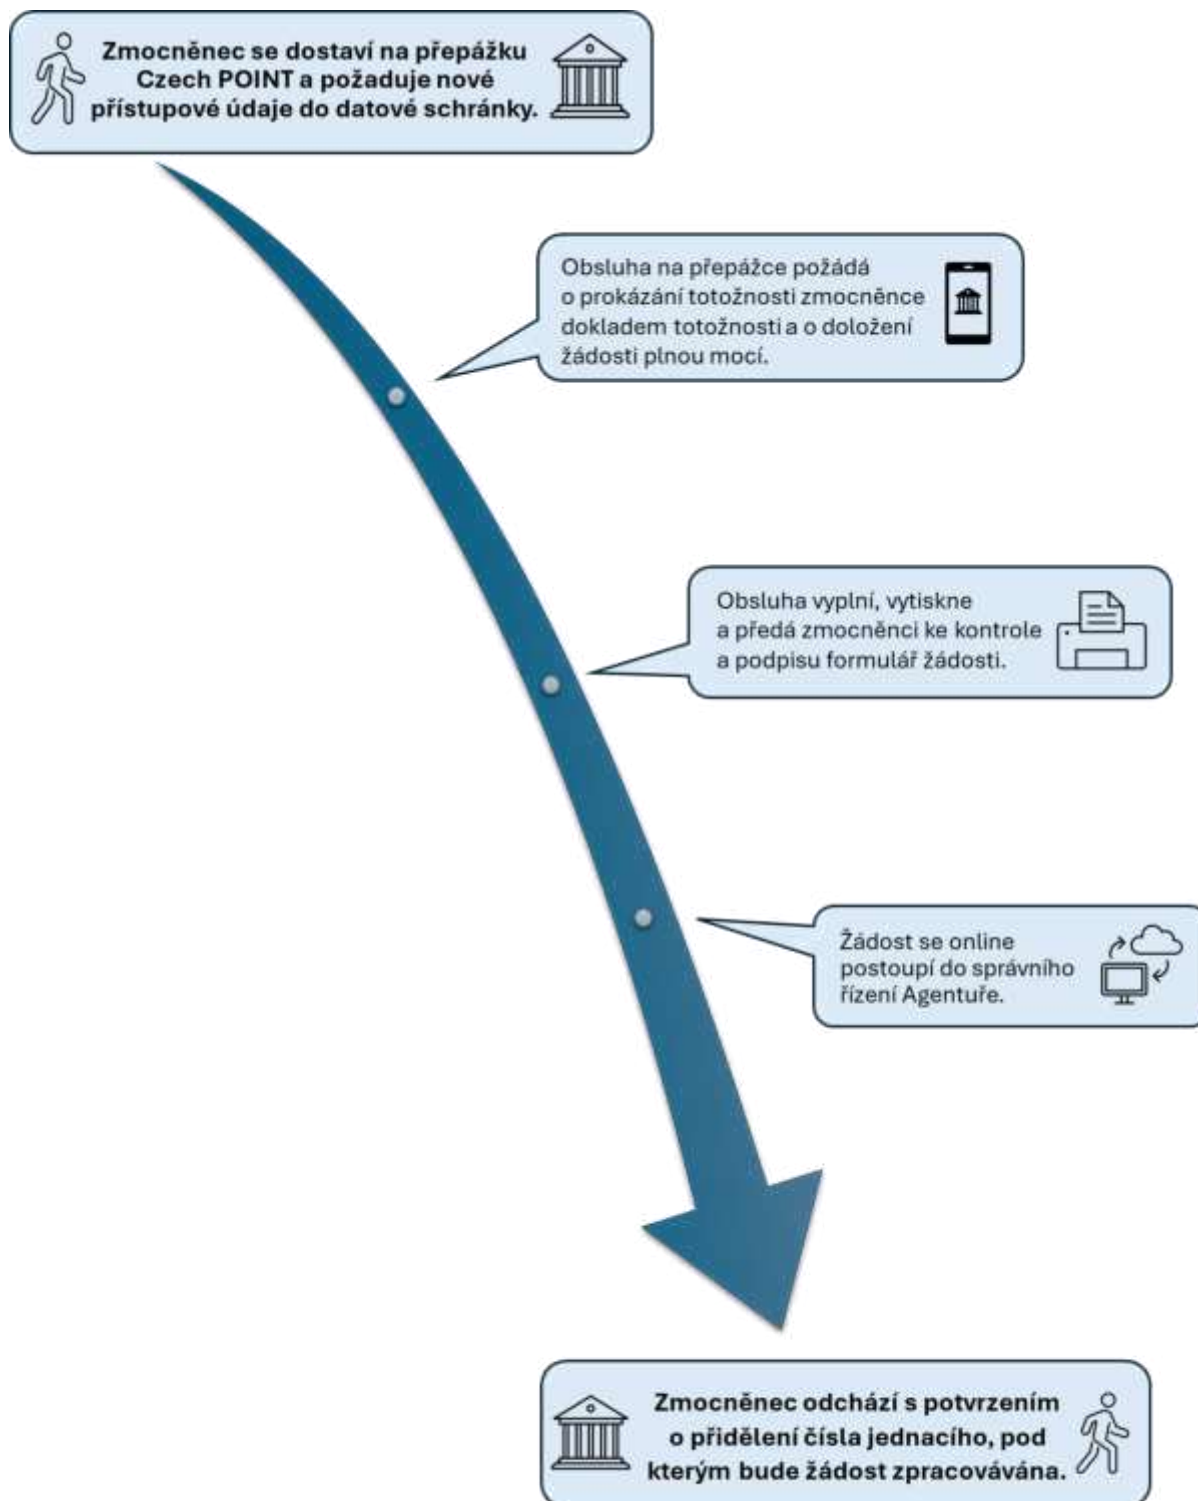 Zmocněnec se dostaví na přepážku
Czech POINT a požaduje nové
přístupové údaje do datové schránky.
Obsluha na přepážce požádá
o prokázání totožnosti zmocněnce
dokladem totožnosti a o doložení
žádosti plnou mocí.
Obsluha vyplní, vytiskne
a předá zmocněnci ke kontrole
a podpisu formulář žádosti.
Žádost se online
postoupí do správního
řízení Agentuře.
Zmocněnec odchází s potvrzením
o přidělení čísla jednacího, pod
kterým bude žádost zpracovávána.